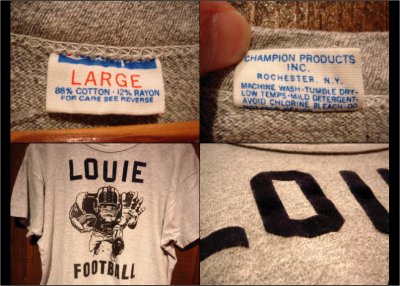 LARGE
88% COTTON - 12% RAYON
FOR CARE SEE REVERSE
CHAMPION PRODUCTS
INC.
ROCHESTER, N.Y.
MACHINE WASH-TUMBLE DRY-
LOW TEMPS-MILD DETERGENT-
AVOID CHLORINE BLEACH-DO
LOUIE
FOOTBALL
LOUI